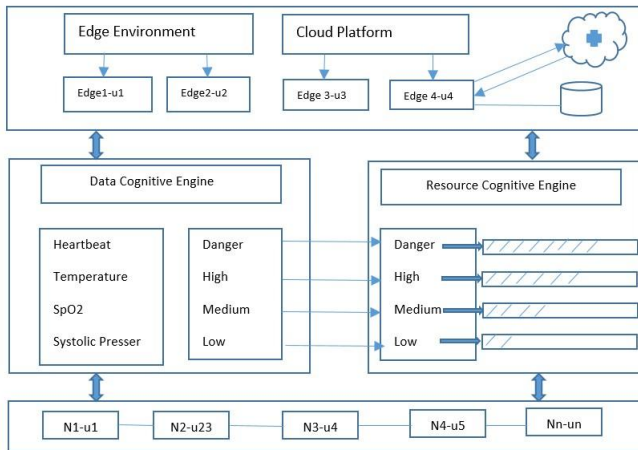 Edge Environment
Cloud Platform
Edge1-u1
Edge2-u2
Edge 3-u3
Edge 4-u4
Data Cognitive Engine
Resource Cognitive Engine
Heartbeat
Temperature
SpO2
Systolic Presser
Danger
High
Medium
Low
Danger
High
Medium
Low
N1-u1
N2-u23
N3-u4
N4-u5
Nn-un